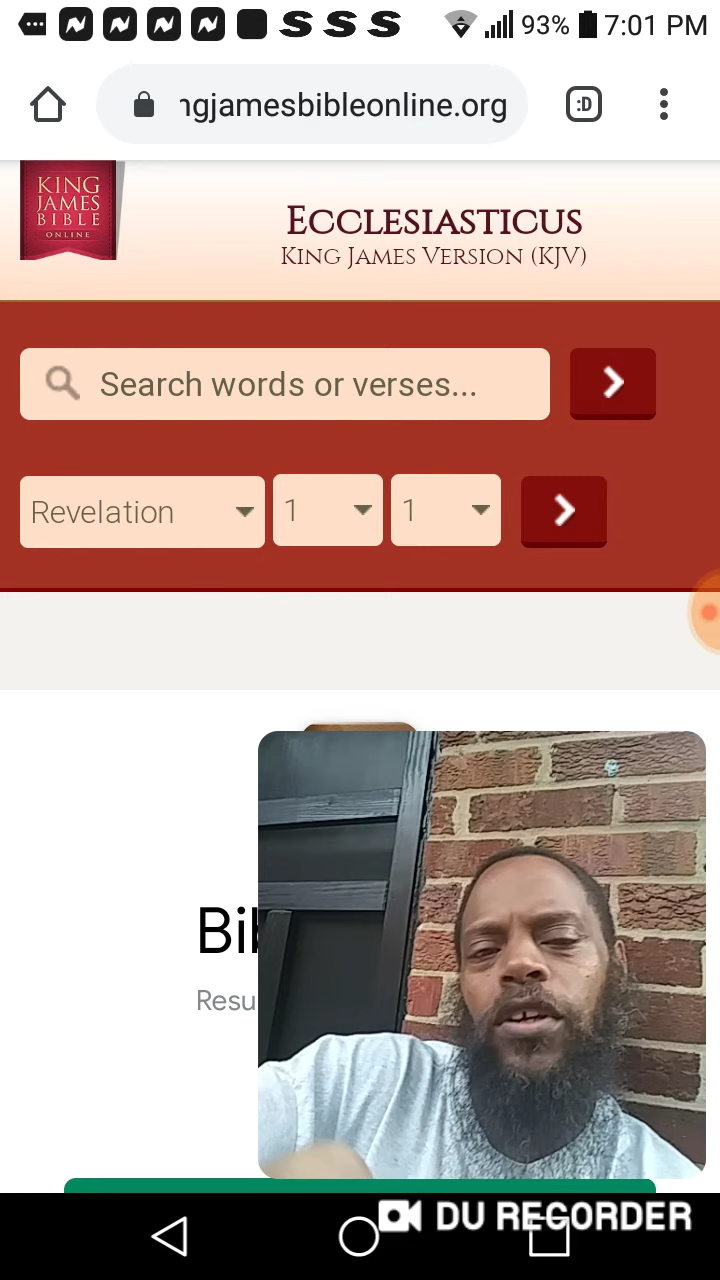 93% 7:01 PM
ngjamesbibleonline.org
:D
KING
JAMES
BIBLE
ONLINE
Ecclesiasticus
King James Version (KJV)
Search words or verses...
Revelation 1 1
Bi
Resu
DU RECORDER